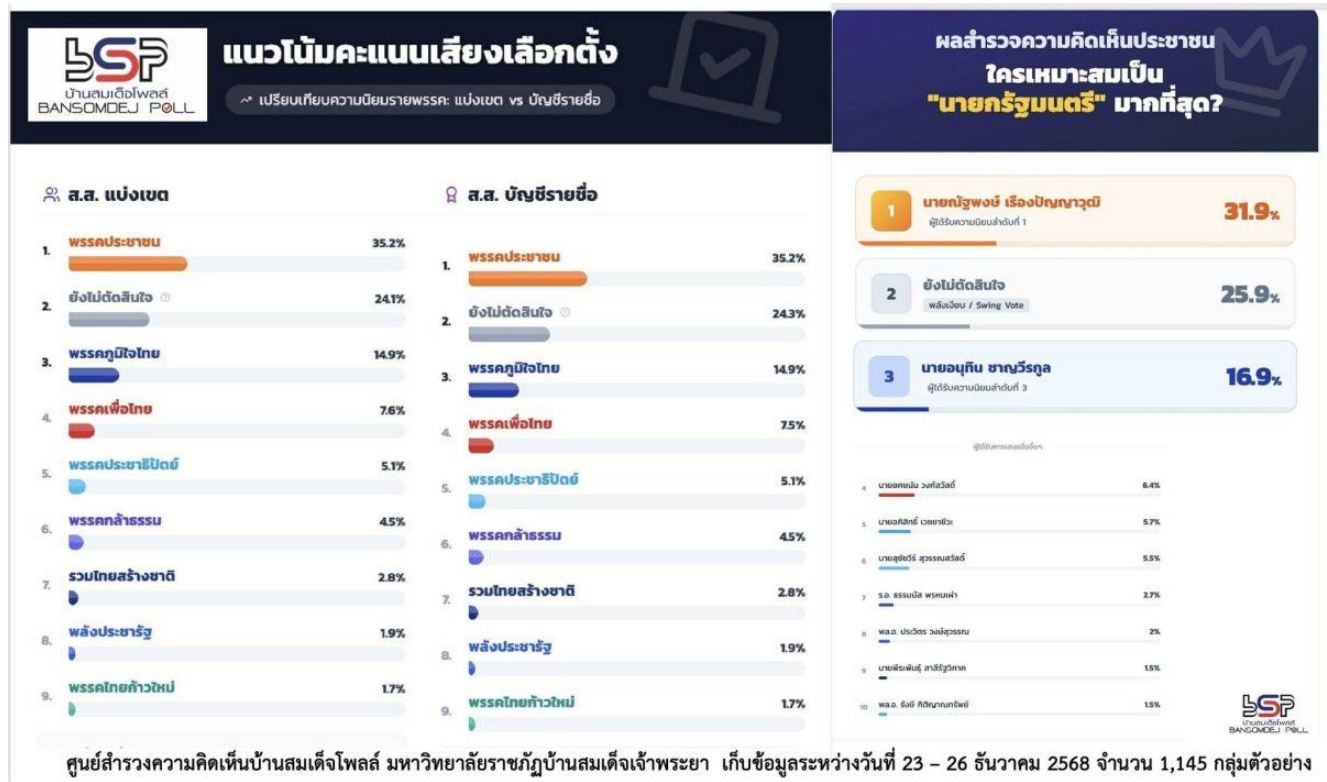 bSP
บ้านสมเด็จโพลล์
BANSOMDEJ POLL
แนวโน้มคะแนนเสียงเลือกตั้ง
เปรียบเทียบความนิยมรายพรรค: แบ่งเขต vs บัญชีรายชื่อ
ส.ส. แบ่งเขต
1. พรรคประชาชน 35.2%
2. ยังไม่ตัดสินใจ 24.1%
3. พรรคภูมิใจไทย 14.9%
4. พรรคเพื่อไทย 7.6%
5. พรรคประชาธิปัตย์ 5.1%
6. พรรคกล้าธรรม 4.5%
7. รวมไทยสร้างชาติ 2.8%
8. พลังประชารัฐ 1.9%
9. พรรคไทยก้าวใหม่ 1.7%
ส.ส. บัญชีรายชื่อ
1. พรรคประชาชน 35.2%
2. ยังไม่ตัดสินใจ 24.3%
3. พรรคภูมิใจไทย 14.9%
4. พรรคเพื่อไทย 7.5%
5. พรรคประชาธิปัตย์ 5.1%
6. พรรคกล้าธรรม 4.5%
7. รวมไทยสร้างชาติ 2.8%
8. พลังประชารัฐ 1.9%
9. พรรคไทยก้าวใหม่ 1.7%
ผลสำรวจความคิดเห็นประชาชน
ใครเหมาะสมเป็น
"นายกรัฐมนตรี" มากที่สุด?
1 นายณัฐพงษ์ เรืองปัญญาวุฒิ 31.9%
ผู้ได้รับความนิยมลำดับที่ 1
2 ยังไม่ตัดสินใจ 25.9%
พลังเงียบ / Swing Vote
3 นายอนุทิน ชาญวีรกูล 16.9%
ผู้ได้รับความนิยมลำดับที่ 3
ผู้ได้รับการเสนอชื่ออื่นๆ
4 นายยศชนัน วงศ์สวัสดิ์ 6.4%
5 นายอภิสิทธิ์ เวชชาชีวะ 5.7%
6 นายสุชัชวีร์ สุวรรณสวัสดิ์ 5.5%
7 ร.อ. ธรรมนัส พรหมเผ่า 2.7%
8 พล.อ. ประวิตร วงษ์สุวรรณ 2%
9 นายพีระพันธุ์ สาลีรัฐวิภาค 1.5%
10 พล.อ. รังษี กิติญาณทรัพย์ 1.5%
bSP
บ้านสมเด็จโพลล์
BANSOMDEJ POLL
ศูนย์สำรวจความคิดเห็นบ้านสมเด็จโพลล์ มหาวิทยาลัยราชภัฏบ้านสมเด็จเจ้าพระยา เก็บข้อมูลระหว่างวันที่ 23 – 26 ธันวาคม 2568 จำนวน 1,145 กลุ่มตัวอย่าง